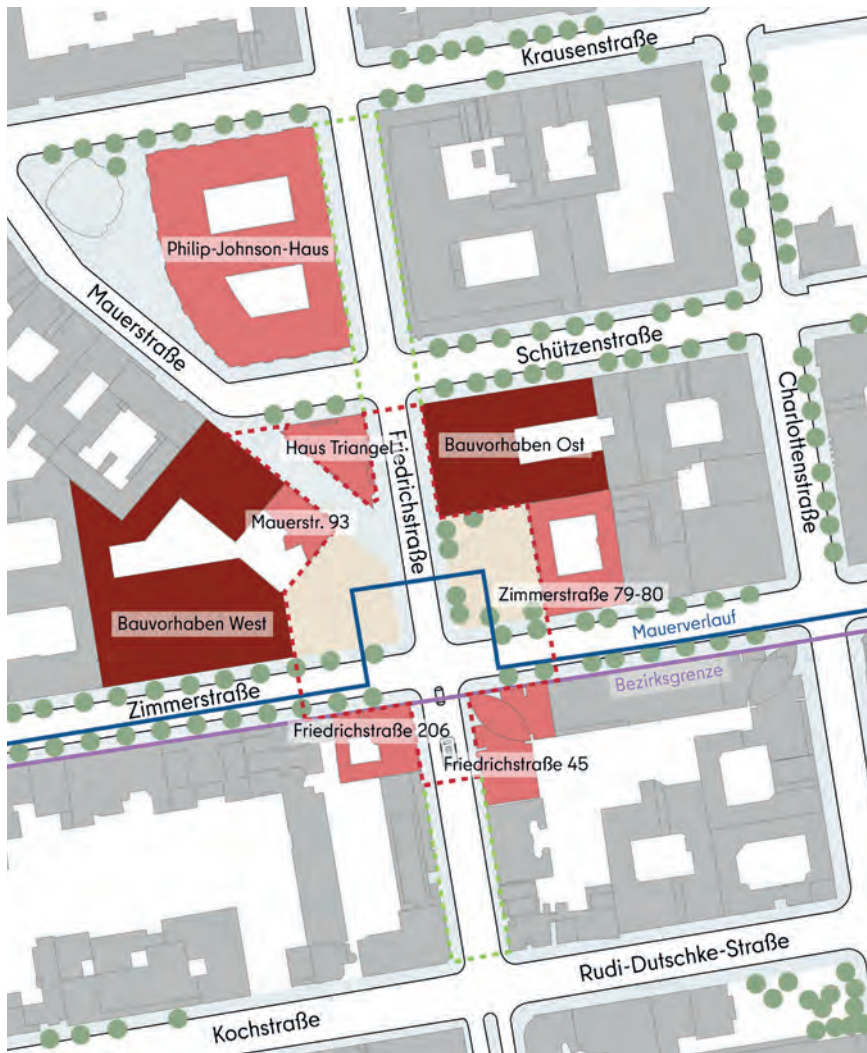 Krausenstraße
Philip-Johnson-Haus
Mauerstraße
Schützenstraße
Charlottenstraße
Haus Triangel
Friedrichstraße
Bauvorhaben Ost
Mauerstr. 93
Zimmerstraße 79-80
Bauvorhaben West
Mauerverlauf
Bezirksgrenze
Zimmerstraße
Friedrichstraße 206
Friedrichstraße 45
Rudi-Dutschke-Straße
Kochstraße